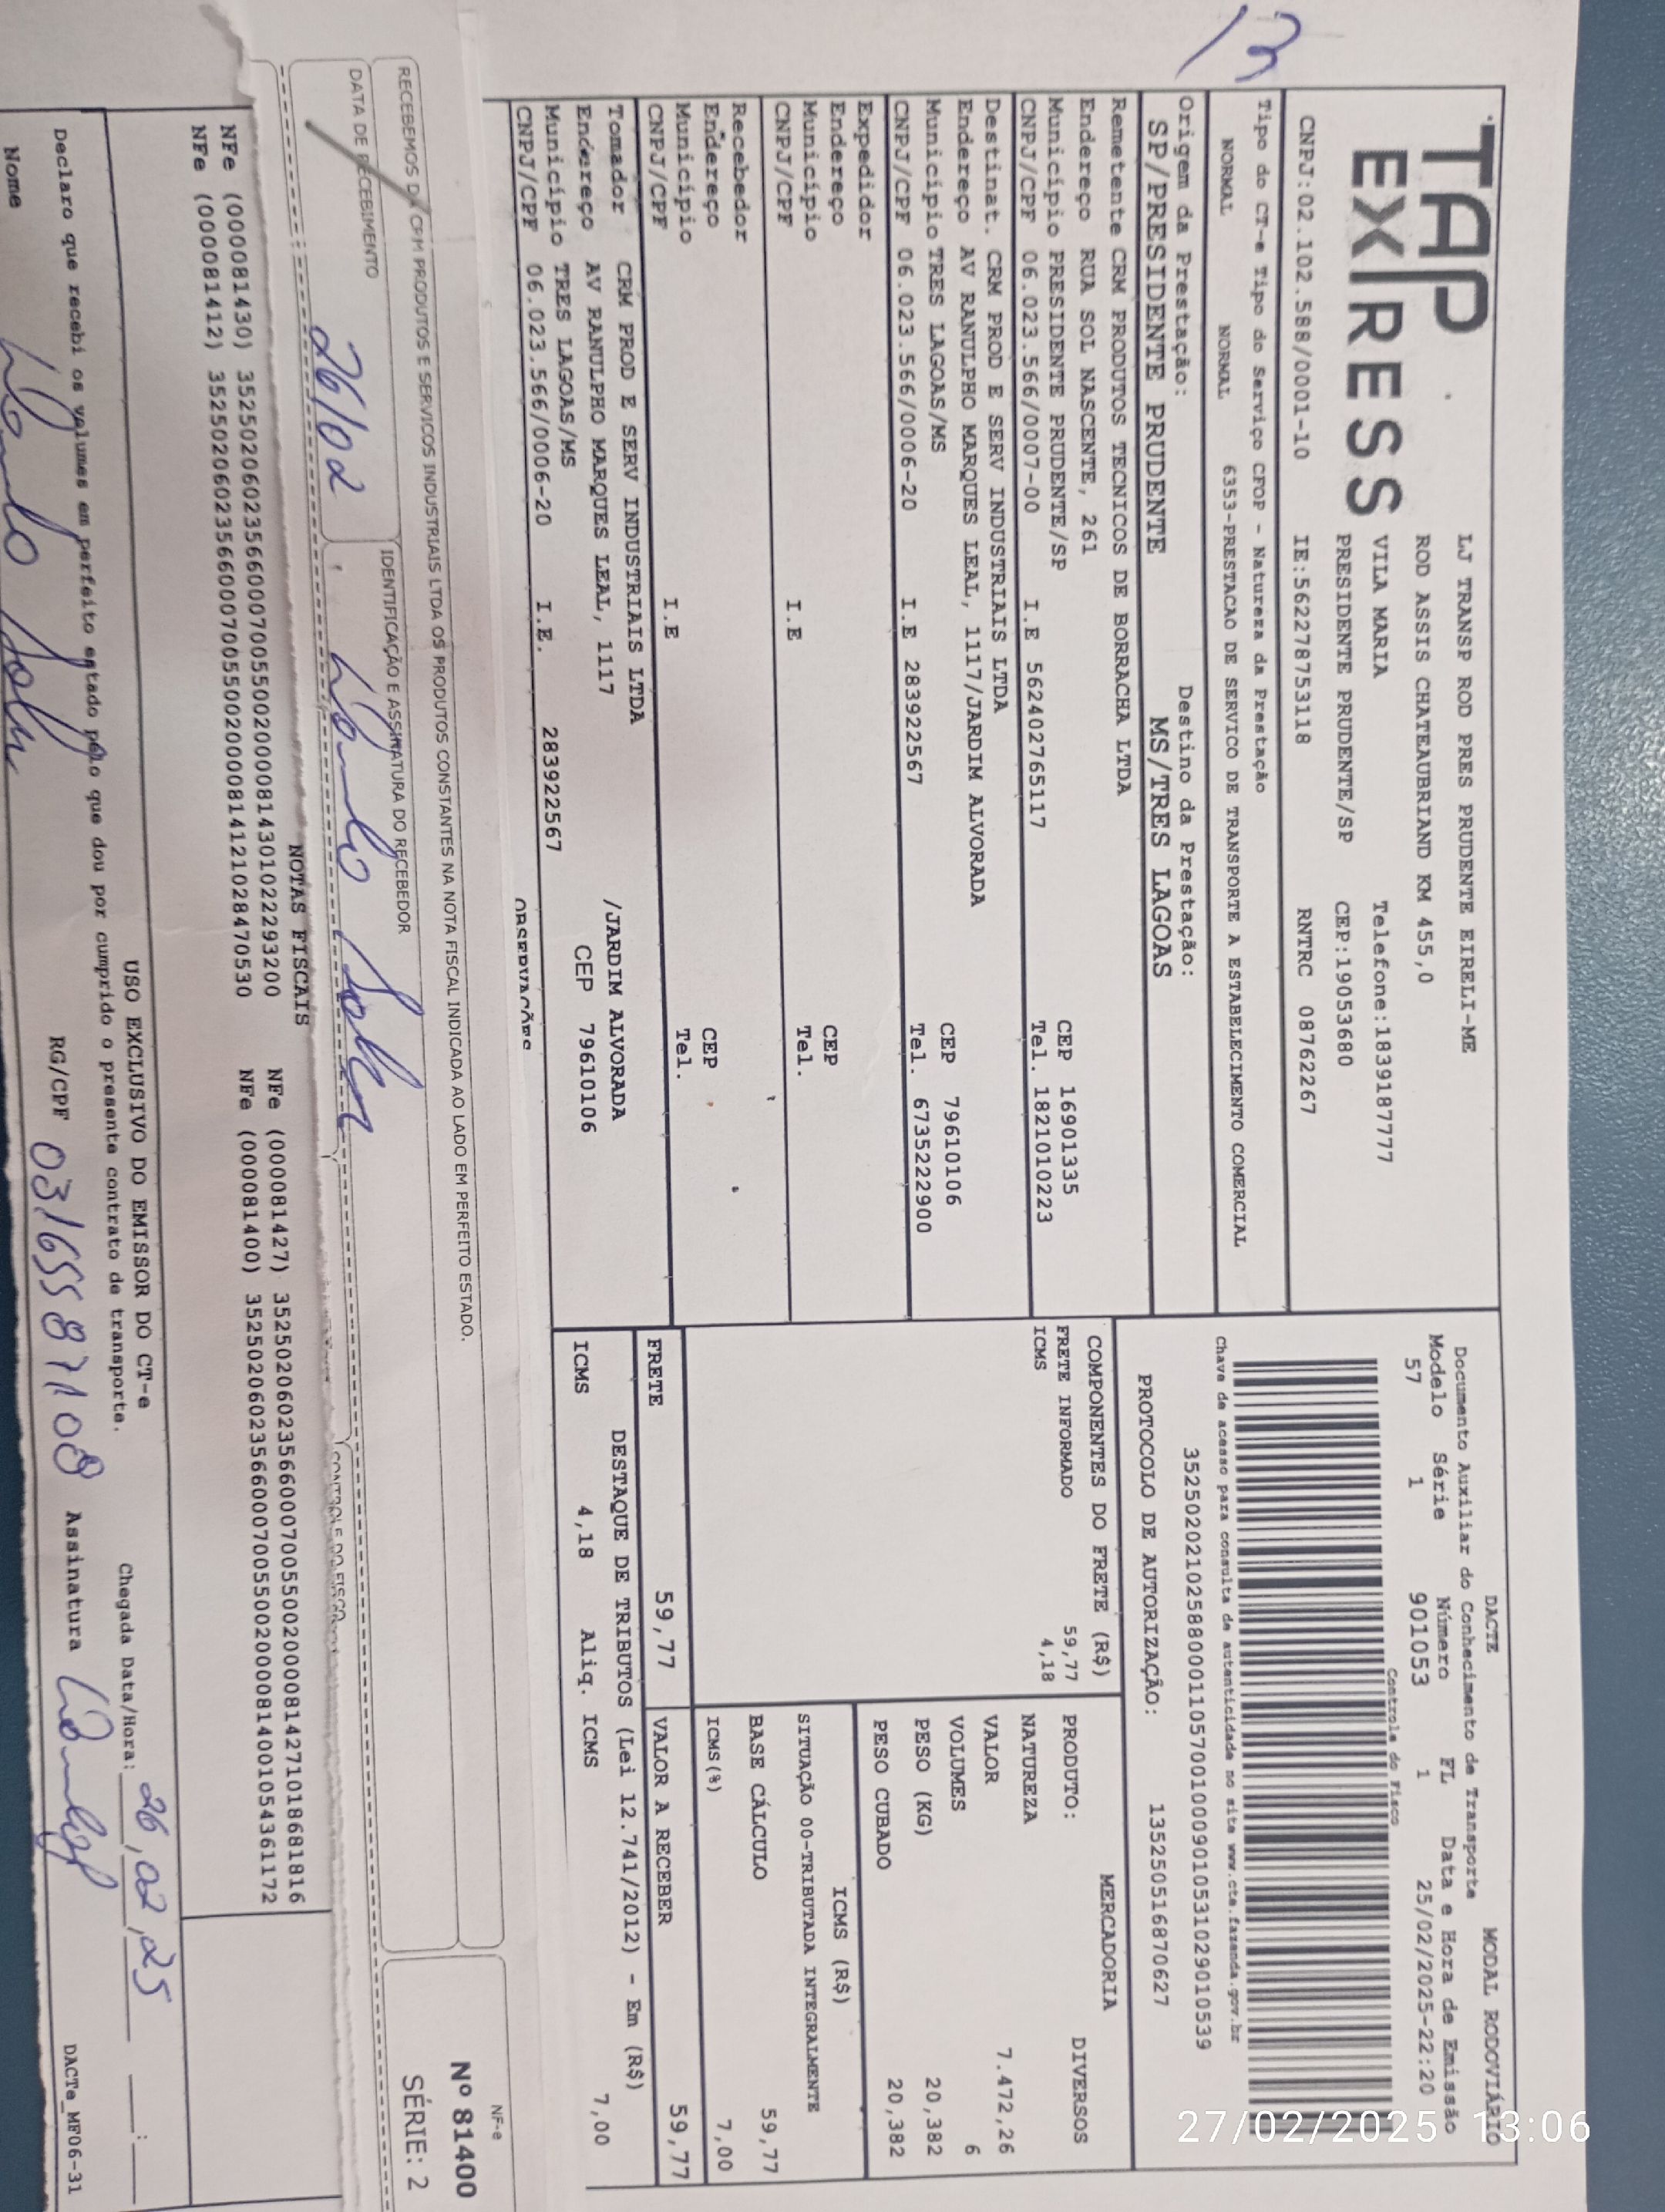 13
TAP
EXPRESS
LJ TRANSP ROD PRES PRUDENTE EIRELI-ME
ROD ASSIS CHATEAUBRIAND KM 455,0
VILA MARIA Telefone:1839187777
PRESIDENTE PRUDENTE/SP CEP:19053680
CNPJ:02.102.588/0001-10 IE:562278753118 RNTRC 08762267
Tipo do CT-e Tipo do Serviço CFOP - Natureza da Prestação
NORMAL NORMAL 6353-PRESTACAO DE SERVICO DE TRANSPORTE A ESTABELECIMENTO COMERCIAL
Origem da Prestação: Destino da Prestação:
SP/PRESIDENTE PRUDENTE MS/TRES LAGOAS
Remetente CRM PRODUTOS TECNICOS DE BORRACHA LTDA
Endereço RUA SOL NASCENTE, 261
Município PRESIDENTE PRUDENTE/SP CEP 16901335
CNPJ/CPF 06.023.566/0007-00 I.E 562402765117 Tel. 1821010223
Destinat. CRM PROD E SERV INDUSTRIAIS LTDA
Endereço AV RANULPHO MARQUES LEAL, 1117/JARDIM ALVORADA
Município TRES LAGOAS/MS CEP 79610106
CNPJ/CPF 06.023.566/0006-20 I.E 283922567 Tel. 6735222900
Expedidor
Endereço
Município CEP
CNPJ/CPF I.E Tel.
Recebedor
Endereço
Município CEP
CNPJ/CPF I.E Tel.
Tomador CRM PROD E SERV INDUSTRIAIS LTDA
Endereço AV RANULPHO MARQUES LEAL, 1117 /JARDIM ALVORADA
Município TRES LAGOAS/MS CEP 79610106
CNPJ/CPF 06.023.566/0006-20 I.E. 283922567
OBSERVAÇÕES
DACTE MODAL RODOVIÁRIO
Documento Auxiliar do Conhecimento de Transporte
Modelo Série Número FL Data e Hora de Emissão
57 1 901053 1 25/02/2025-22:20
Controle do Fisco
Chave de acesso para consulta de autenticidade no site www.cte.fazenda.gov.br
35250202102588000110570010009010531029010539
PROTOCOLO DE AUTORIZAÇÃO: 135250516870627
COMPONENTES DO FRETE (R$)
FRETE INFORMADO 59,77
ICMS 4,18
MERCADORIA
PRODUTO: DIVERSOS
NATUREZA
VALOR 7.472,26
VOLUMES 6
PESO (KG) 20,382
PESO CUBADO 20,382
ICMS (R$)
SITUAÇÃO 00-TRIBUTADA INTEGRALMENTE
BASE CÁLCULO 59,77
ICMS(%) 7,00
FRETE 59,77 VALOR A RECEBER 59,77
DESTAQUE DE TRIBUTOS (Lei 12.741/2012) - Em (R$)
ICMS 4,18 Aliq. ICMS 7,00
RECEBEMOS DA CRM PRODUTOS E SERVICOS INDUSTRIAIS LTDA OS PRODUTOS CONSTANTES NA NOTA FISCAL INDICADA AO LADO EM PERFEITO ESTADO.
DATA DE RECEBIMENTO IDENTIFICAÇÃO E ASSINATURA DO RECEBEDOR
26/02
NF-e
Nº 81400
SÉRIE: 2
CONTROLE DO FISCO
NOTAS FISCAIS
NFe (000081430) 35250206023566000700550020000814301022293200 NFe (000081427) 35250206023566000700550020000814271018681816
NFe (000081412) 35250206023566000700550020000814121028470530 NFe (000081400) 35250206023566000700550020000814001054361172
USO EXCLUSIVO DO EMISSOR DO CT-e
Declaro que recebi os valumes em perfeito estado pelo que dou por cumprido o presente contrato de transporte.
Chegada Data/Hora: 26,02,25 :
Nome RG/CPF 03165587108 Assinatura
DACTe_MF06-31
27/02/2025 13:06